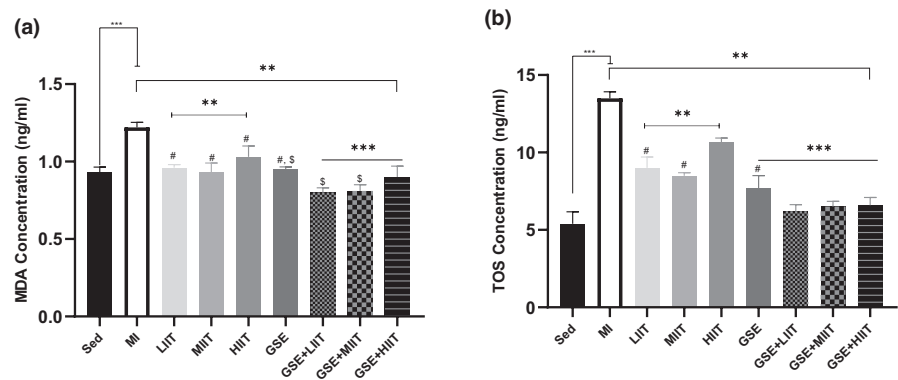 (a)
***
**
**
***
#
#
#
#, $
$
$
MDA Concentration (ng/ml)
1.5
1.0
0.5
0.0
Sed
MI
LIIT
MIIT
HIIT
GSE
GSE+LIIT
GSE+MIIT
GSE+HIIT
(b)
***
**
**
***
#
#
#
TOS Concentration (ng/ml)
15
10
5
0
Sed
MI
LIIT
MIIT
HIIT
GSE
GSE+LIIT
GSE+MIIT
GSE+HIIT